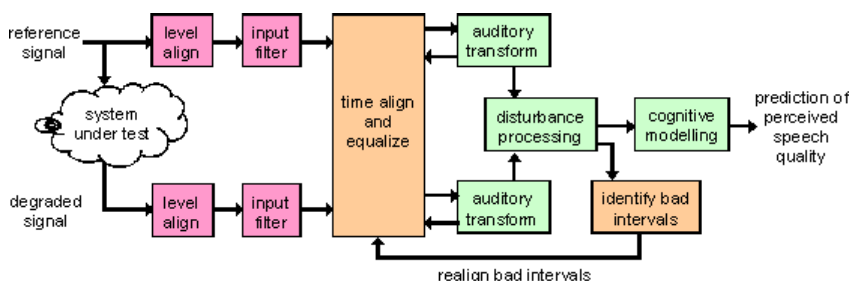 reference
signal
level
align
input
filter
auditory
transform
system
under test
time align
and
equalize
disturbance
processing
cognitive
modelling
prediction of
perceived
speech
quality
degraded
signal
level
align
input
filter
auditory
transform
identify bad
intervals
realign bad intervals